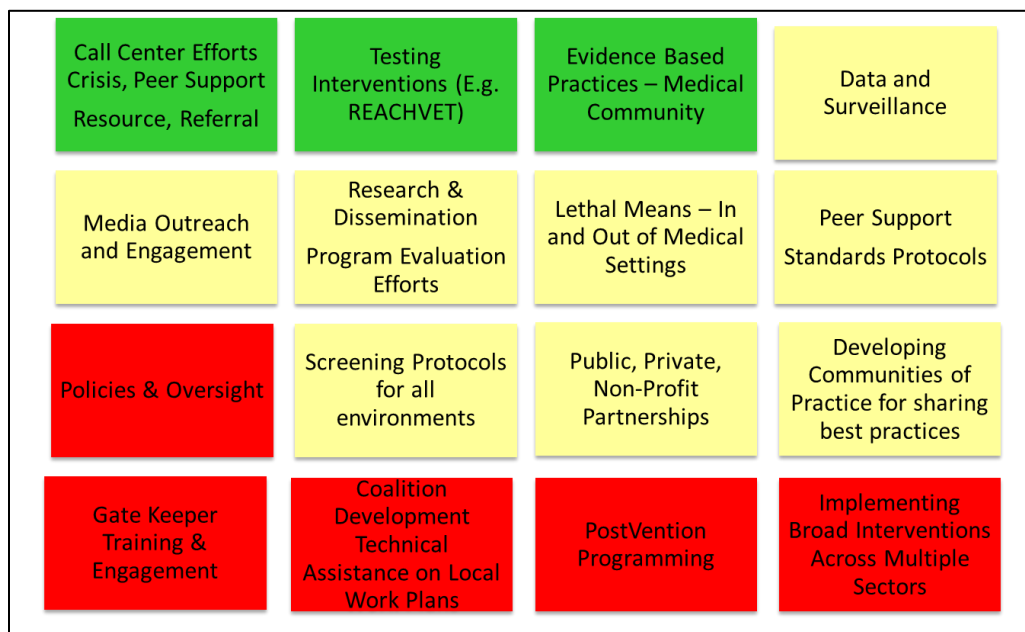 Call Center Efforts
Crisis, Peer Support
Resource, Referral
Testing
Interventions (E.g.
REACHVET)
Evidence Based
Practices – Medical
Community
Data and
Surveillance
Media Outreach
and Engagement
Research &
Dissemination
Program Evaluation
Efforts
Lethal Means – In
and Out of Medical
Settings
Peer Support
Standards Protocols
Policies & Oversight
Screening Protocols
for all
environments
Public, Private,
Non-Profit
Partnerships
Developing
Communities of
Practice for sharing
best practices
Gate Keeper
Training &
Engagement
Coalition
Development
Technical
Assistance on Local
Work Plans
PostVention
Programming
Implementing
Broad Interventions
Across Multiple
Sectors